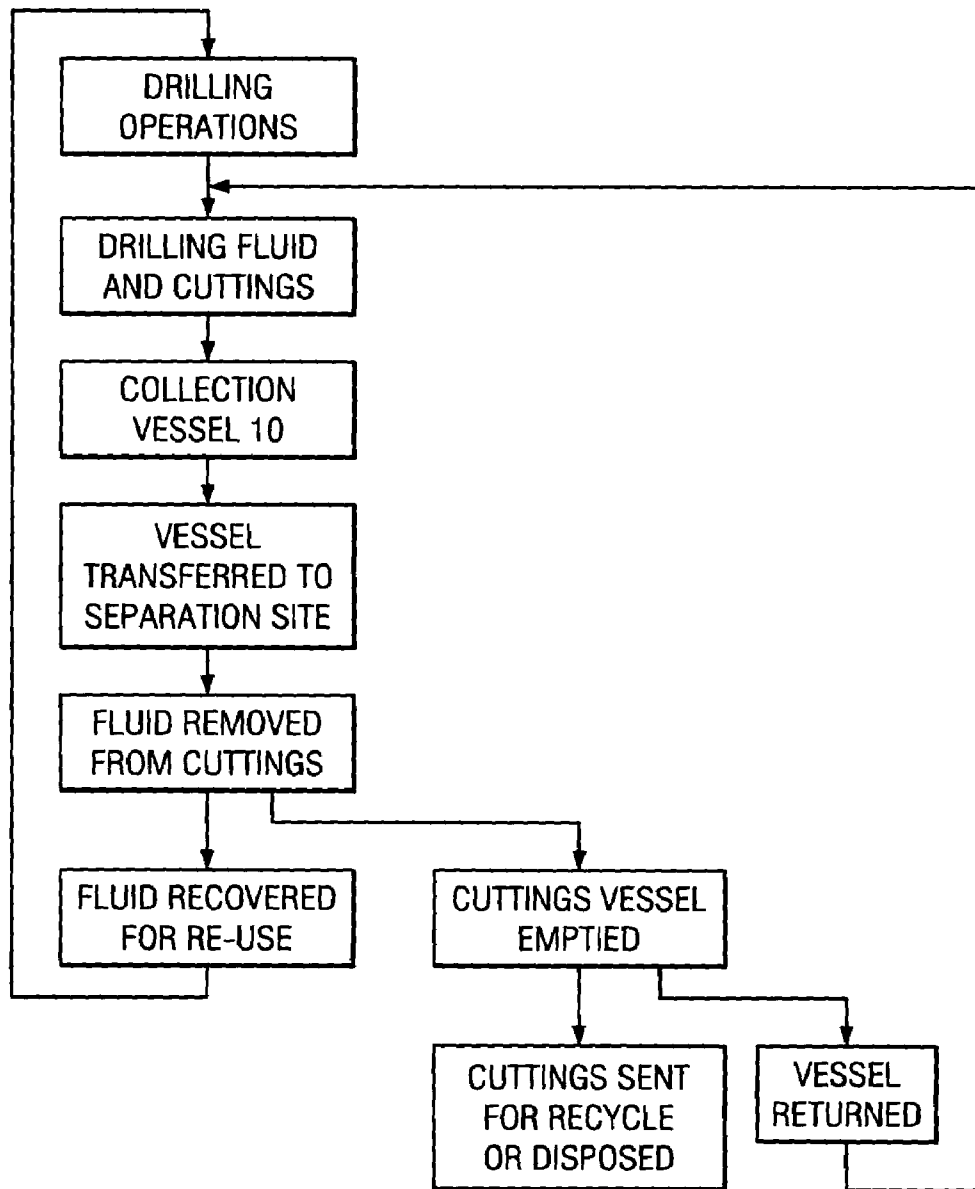 DRILLING
OPERATIONS
DRILLING FLUID
AND CUTTINGS
COLLECTION
VESSEL 10
VESSEL
TRANSFERRED TO
SEPARATION SITE
FLUID REMOVED
FROM CUTTINGS
FLUID RECOVERED
FOR RE-USE
CUTTINGS VESSEL
EMPTIED
CUTTINGS SENT
FOR RECYCLE
OR DISPOSED
VESSEL
RETURNED